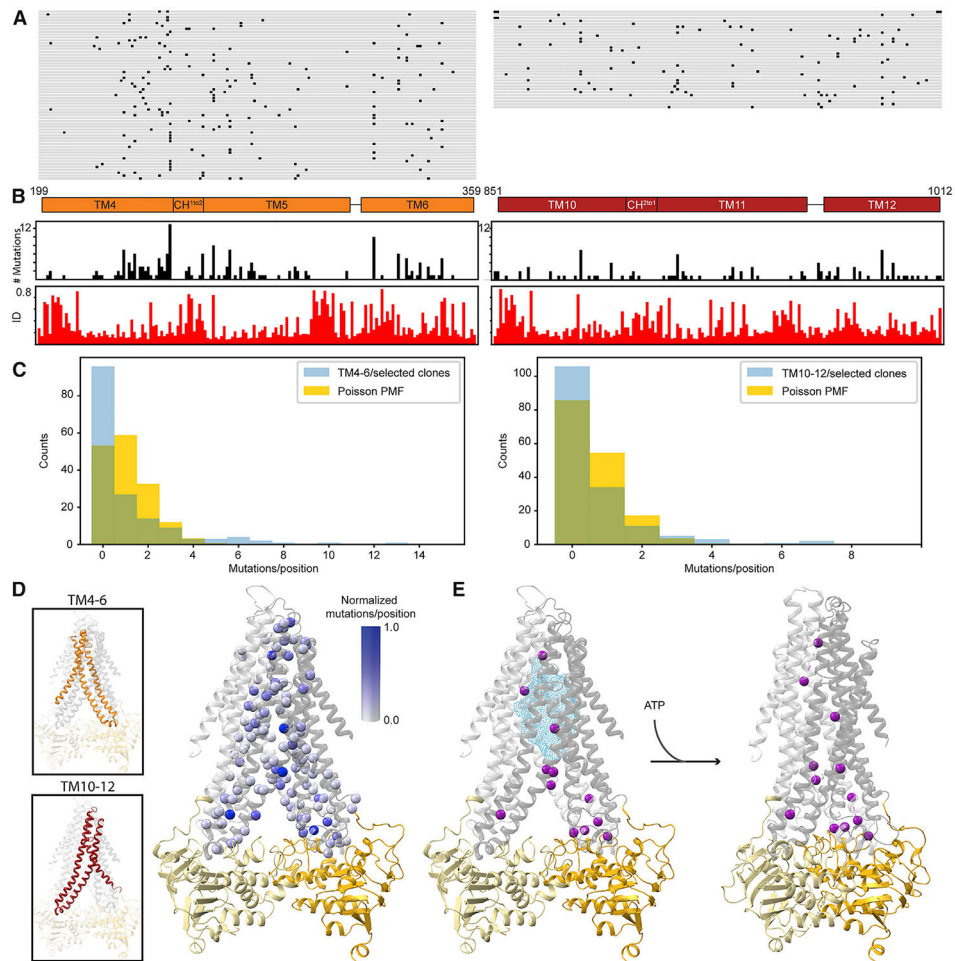 A
B
199
359
851
1012
TM4
CH1to2
TM5
TM6
TM10
CH2to1
TM11
TM12
12
# Mutations
12
0.8
ID
C
TM4-6/selected clones
Poisson PMF
80
60
40
20
0
Counts
0 2 4 6 8 10 12 14
Mutations/position
TM10-12/selected clones
Poisson PMF
100
80
60
40
20
0
Counts
0 2 4 6 8
Mutations/position
D
TM4-6
TM10-12
Normalized
mutations/position
1.0
0.0
E
ATP